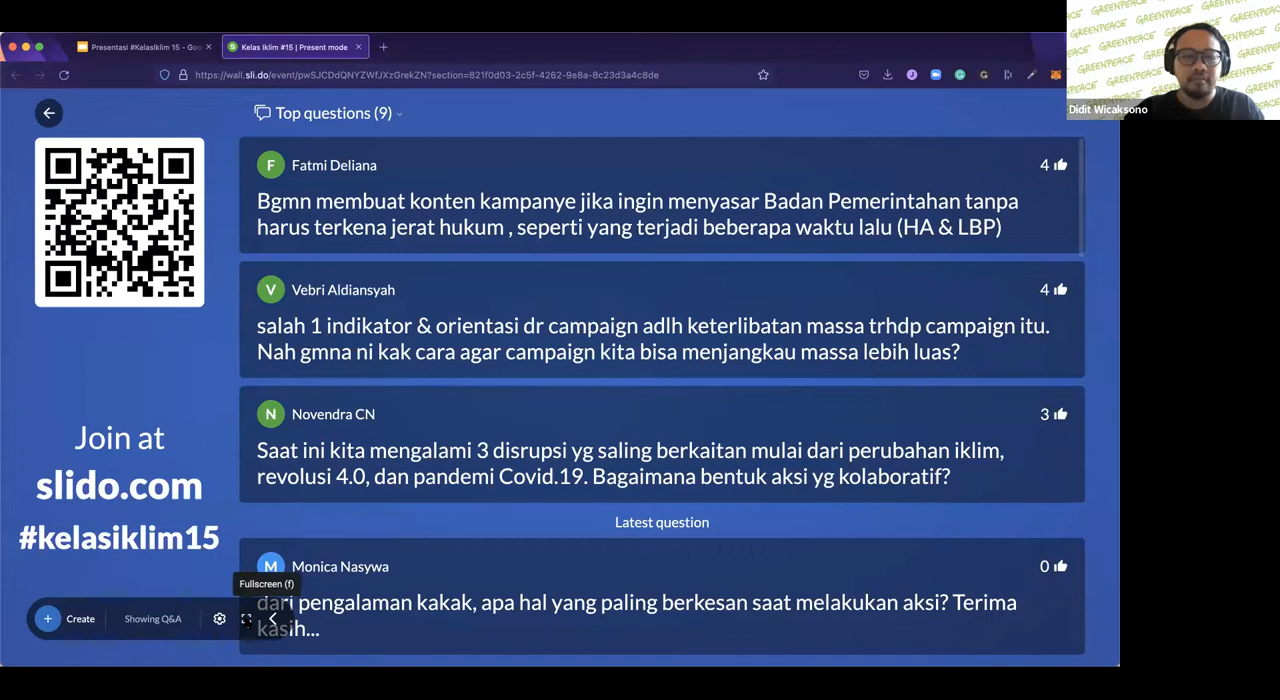 GREENPEACE GREENPEACE GREENPEACE
Didit Wicaksono
Presentasi #KelasIklim 15 - Goo
Kelas Iklim #15 | Present mode
https://wall.sli.do/event/pwSJCDdQNYZWfJXzGrekZN?section=821f0d03-2c5f-4262-9e8a-8c23d3a4c8de
Top questions (9)
F Fatmi Deliana 4
Bgmn membuat konten kampanye jika ingin menyasar Badan Pemerintahan tanpa
harus terkena jerat hukum , seperti yang terjadi beberapa waktu lalu (HA & LBP)
V Vebri Aldiansyah 4
salah 1 indikator & orientasi dr campaign adlh keterlibatan massa trhdp campaign itu.
Nah gmna ni kak cara agar campaign kita bisa menjangkau massa lebih luas?
N Novendra CN 3
Saat ini kita mengalami 3 disrupsi yg saling berkaitan mulai dari perubahan iklim,
revolusi 4.0, dan pandemi Covid.19. Bagaimana bentuk aksi yg kolaboratif?
Latest question
M Monica Nasywa 0
dari pengalaman kakak, apa hal yang paling berkesan saat melakukan aksi? Terima
kasih...
Join at
slido.com
#kelasiklim15
Fullscreen (f)
+ Create
Showing Q&A